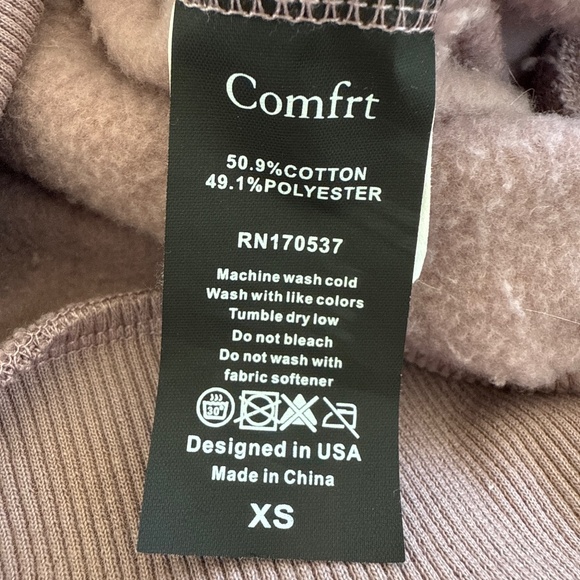 Comfrt
50.9%COTTON
49.1%POLYESTER
RN170537
Machine wash cold
Wash with like colors
Tumble dry low
Do not bleach
Do not wash with
fabric softener
30°
Designed in USA
Made in China
XS